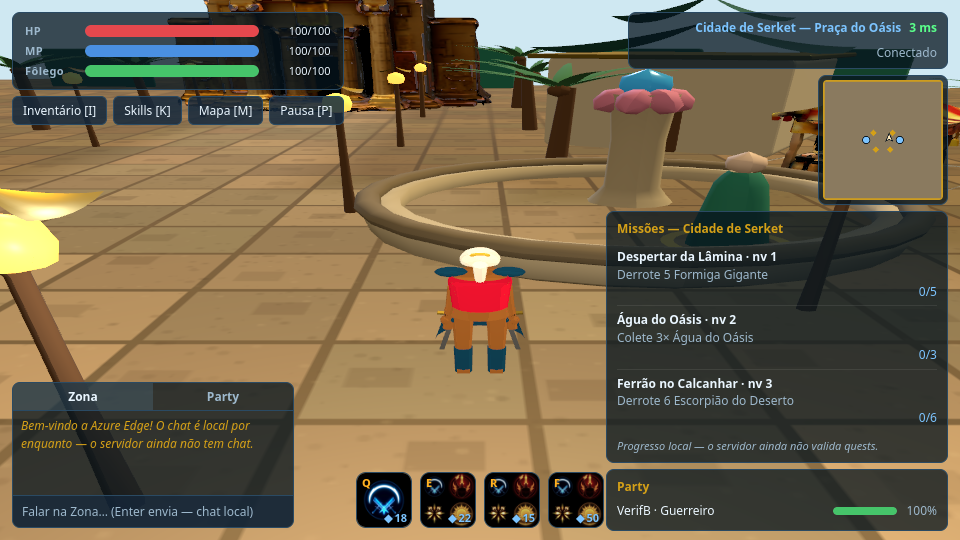 HP 100/100
MP 100/100
Fôlego 100/100
Inventário [I] Skills [K] Mapa [M] Pausa [P]
Cidade de Serket — Praça do Oásis 3 ms
Conectado
Missões — Cidade de Serket
Despertar da Lâmina · nv 1
Derrote 5 Formiga Gigante
0/5
Água do Oásis · nv 2
Colete 3× Água do Oásis
0/3
Ferrão no Calcanhar · nv 3
Derrote 6 Escorpião do Deserto
0/6
Progresso local — o servidor ainda não valida quests.
Zona Party
Bem-vindo a Azure Edge! O chat é local por
enquanto — o servidor ainda não tem chat.
Falar na Zona... (Enter envia — chat local)
Q E R F
18 22 15 50
Party
VerifB · Guerreiro 100%